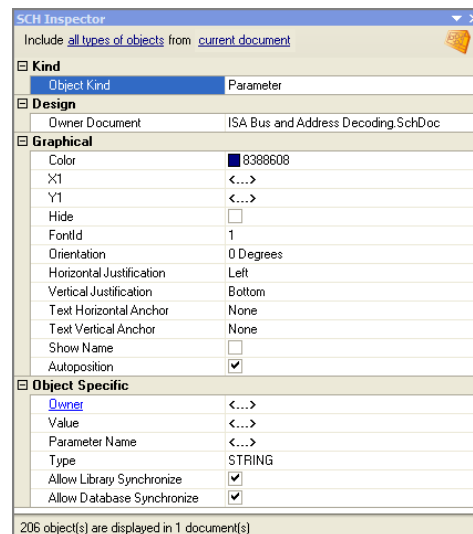 SCH Inspector
Include all types of objects from current document
Kind
Object Kind Parameter
Design
Owner Document ISA Bus and Address Decoding.SchDoc
Graphical
Color 8388608
X1 <...>
Y1 <...>
Hide
FontId 1
Orientation 0 Degrees
Horizontal Justification Left
Vertical Justification Bottom
Text Horizontal Anchor None
Text Vertical Anchor None
Show Name
Autoposition
Object Specific
Owner <...>
Value <...>
Parameter Name <...>
Type STRING
Allow Library Synchronize
Allow Database Synchronize
206 object(s) are displayed in 1 document(s)